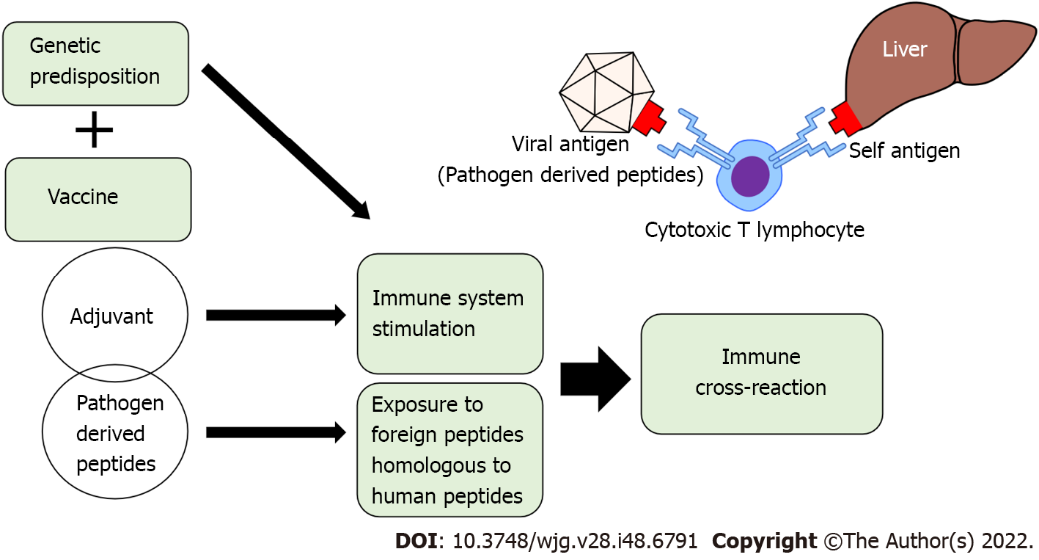 Genetic
predisposition
+
Vaccine
Adjuvant
Pathogen
derived
peptides
Immune system
stimulation
Exposure to
foreign peptides
homologous to
human peptides
Immune
cross-reaction
Liver
Viral antigen
(Pathogen derived peptides)
Self antigen
Cytotoxic T lymphocyte
DOI: 10.3748/wjg.v28.i48.6791 Copyright ©The Author(s) 2022.